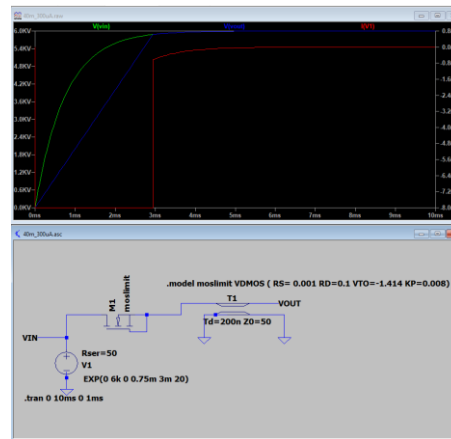 40m_300uA.asc
V(vin)
I(V1)
6.0KV
5.4KV
4.8KV
4.2KV
3.6KV
3.0KV
2.4KV
1.8KV
1.2KV
0.6KV
0.0KV
0ms 1ms 2ms 3ms 4ms 5ms 6ms 7ms 8ms 9ms 10ms
40m_300uA.asc
.model moslimit VDMOS ( RS= 0.001 RD=0.1 VTO=-1.414 KP=0.008)
M1
moslimit
T1
VOUT
Td=200n Z0=50
VIN
Rser=50
V1
EXP(0 6k 0 0.75m 3m 20)
.tran 0 10ms 0 1ms